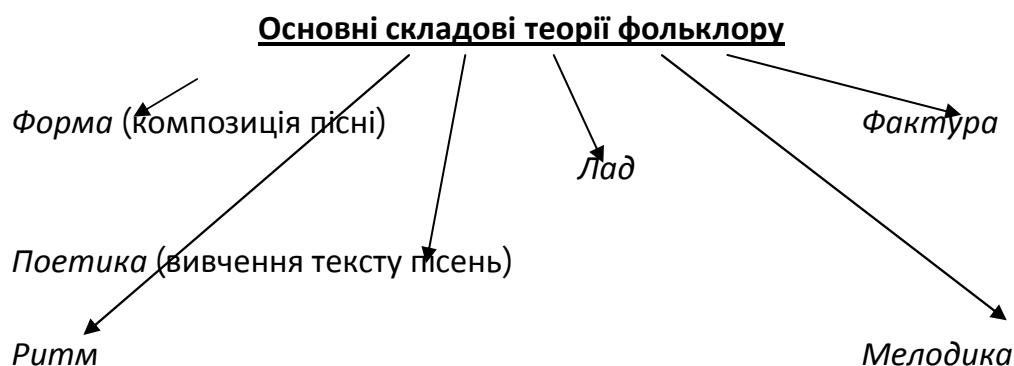 Основні складові теорії фольклору
Форма (композиція пісні) Фактура
Лад
Поетика (вивчення тексту пісень)
Ритм Мелодика